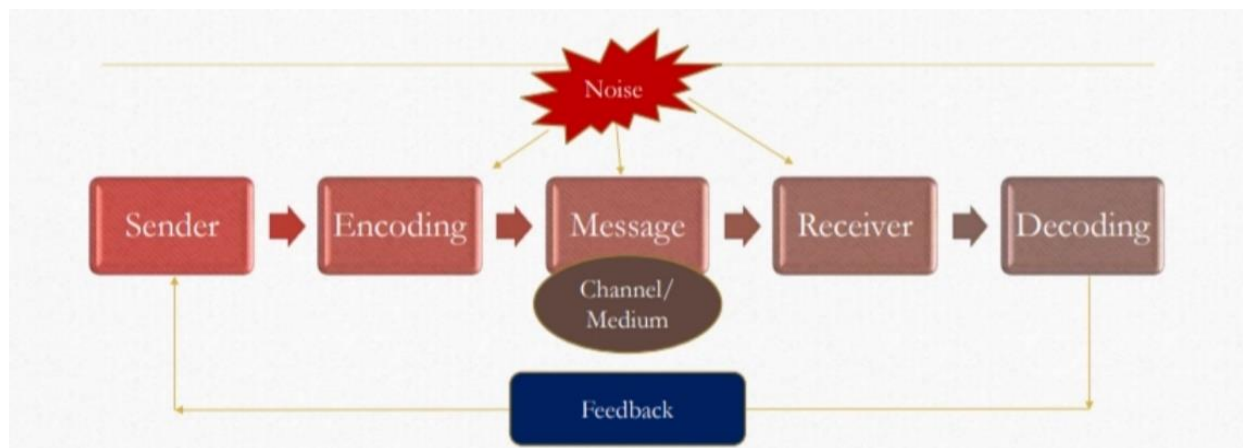 Noise
Sender
Encoding
Message
Receiver
Decoding
Channel/
Medium
Feedback